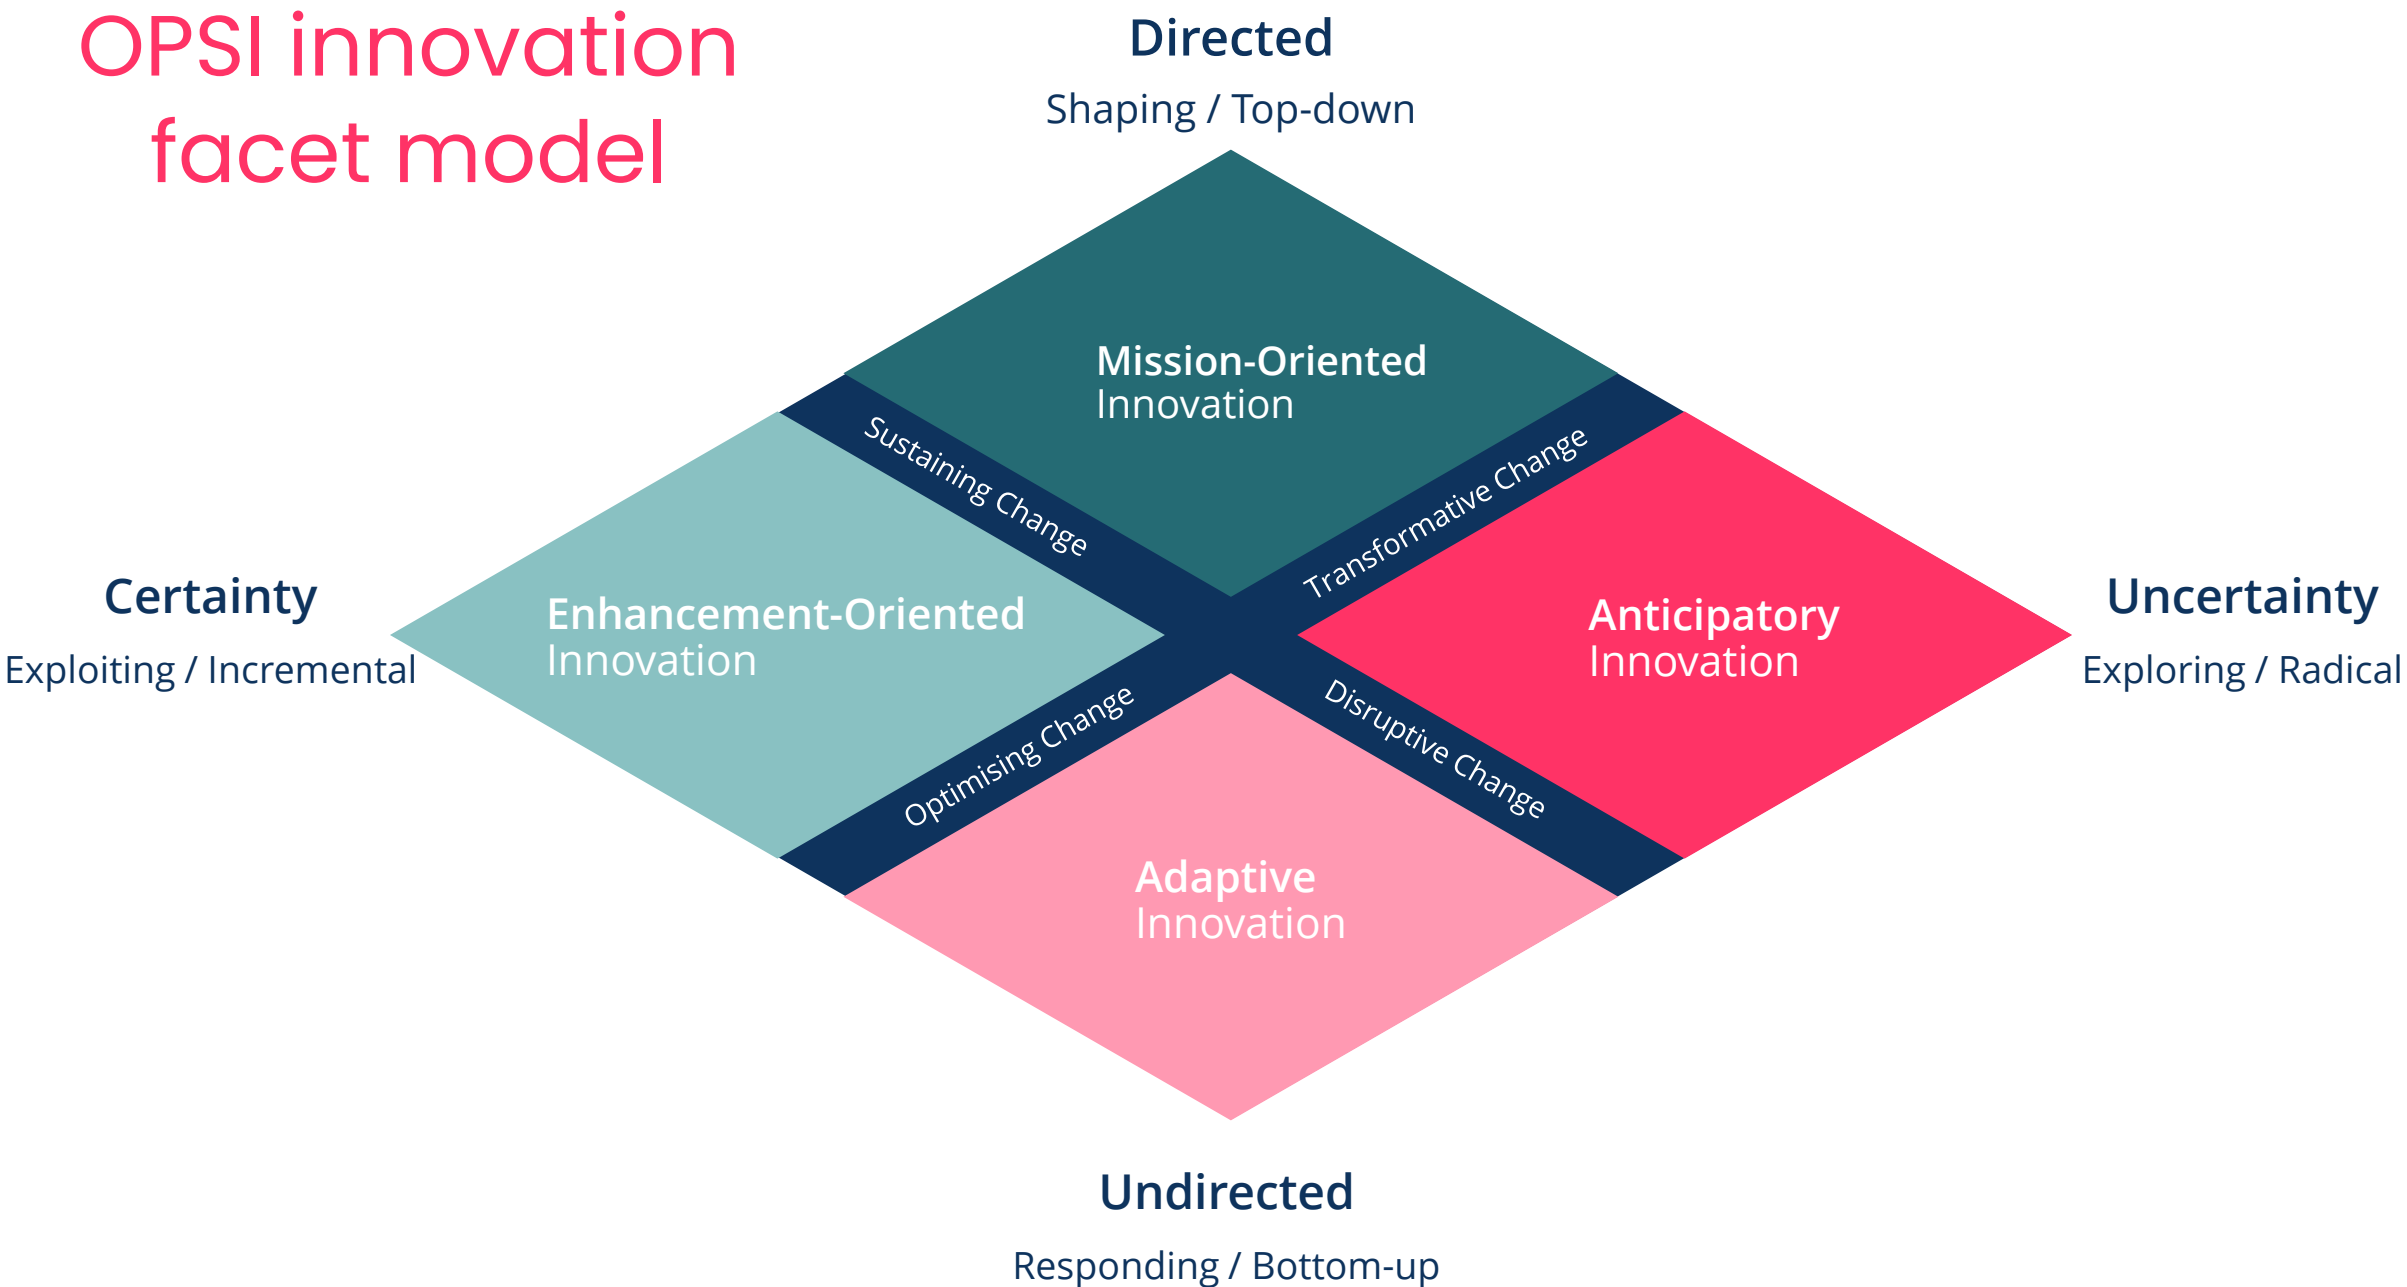 OPSI innovation
facet model
Directed
Shaping / Top-down
Mission-Oriented
Innovation
Sustaining Change
Transformative Change
Certainty
Exploiting / Incremental
Enhancement-Oriented
Innovation
Anticipatory
Innovation
Uncertainty
Exploring / Radical
Optimising Change
Disruptive Change
Adaptive
Innovation
Undirected
Responding / Bottom-up